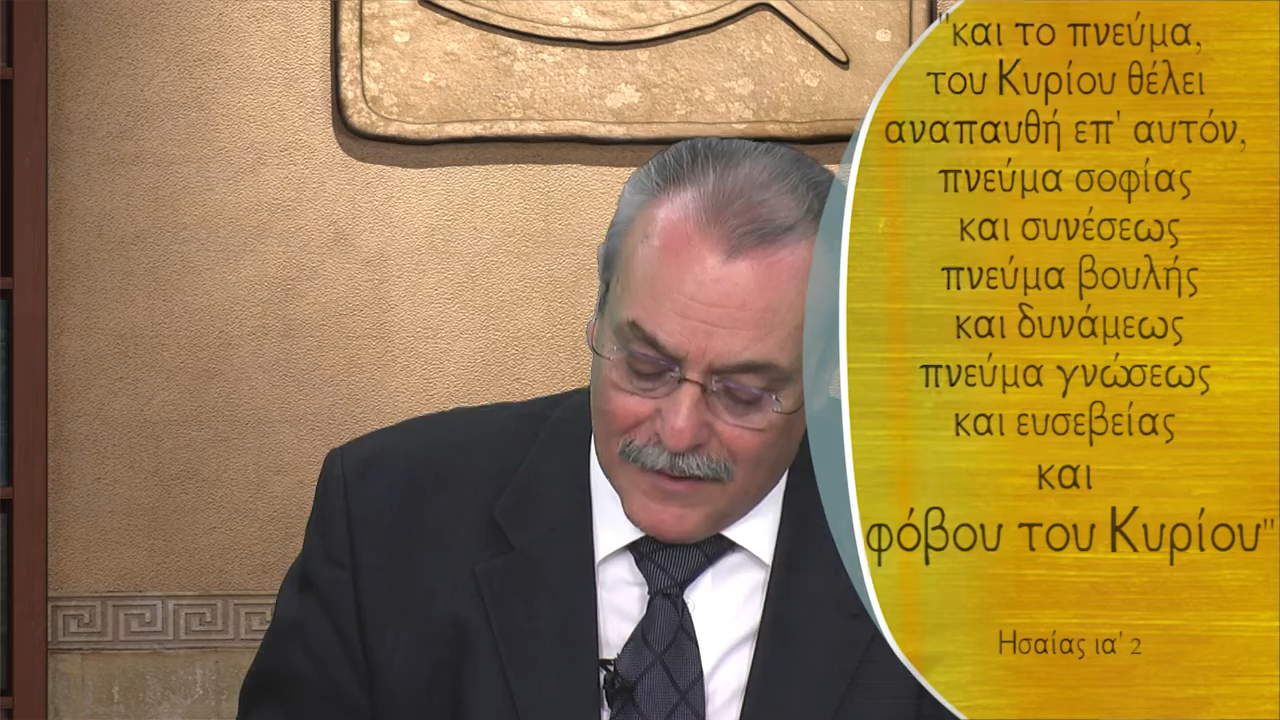 "και το πνεύμα,
του Κυρίου θέλει
αναπαυθή επ' αυτόν,
πνεύμα σοφίας
και συνέσεως
πνεύμα βουλής
και δυνάμεως
πνεύμα γνώσεως
και ευσεβείας
και
φόβου του Κυρίου"
Ησαίας ια' 2